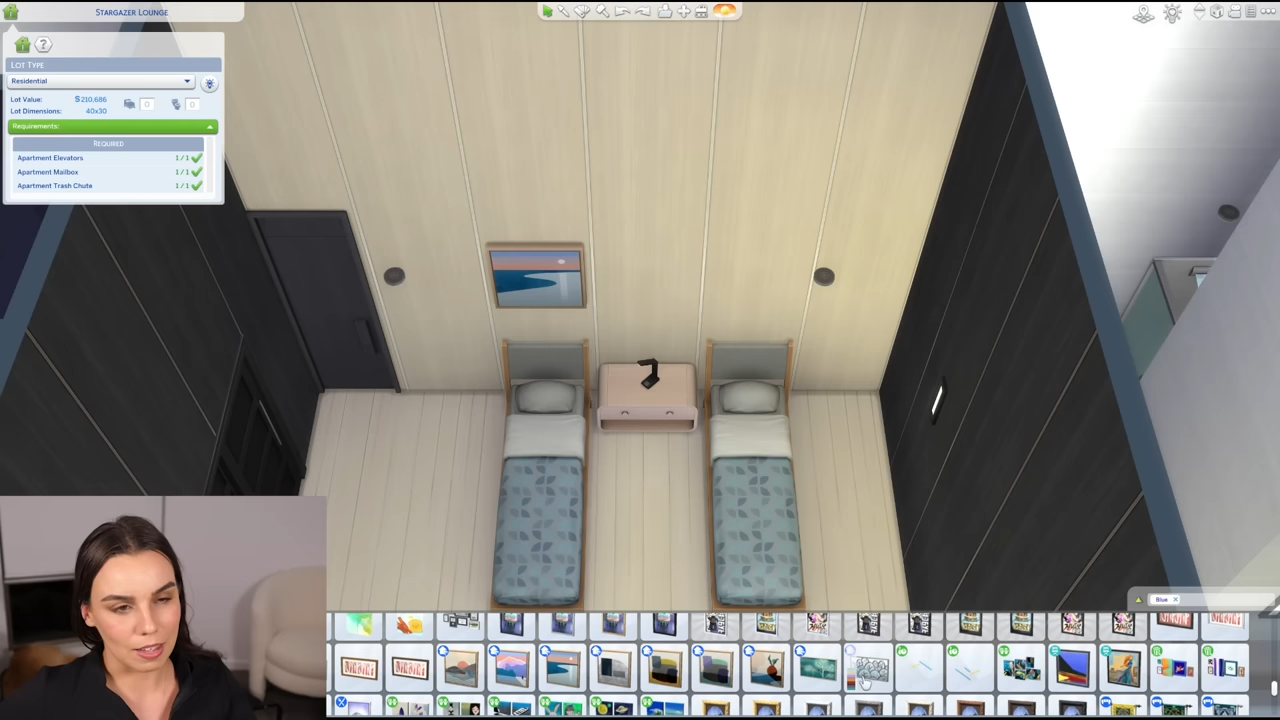 STARGAZER LOUNGE
LOT TYPE
Residential
Lot Value: §210,686 0 0
Lot Dimensions: 40x30
Requirements:
REQUIRED
Apartment Elevators 1 / 1
Apartment Mailbox 1 / 1
Apartment Trash Chute 1 / 1
Blue